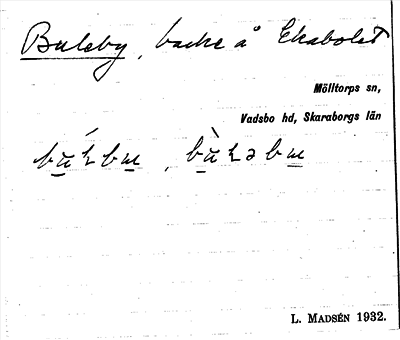 Buleby, backe å Ekabolet
Mölltorps sn,
Vadsbo hd, Skaraborgs län
L. MADSÉN 1932.